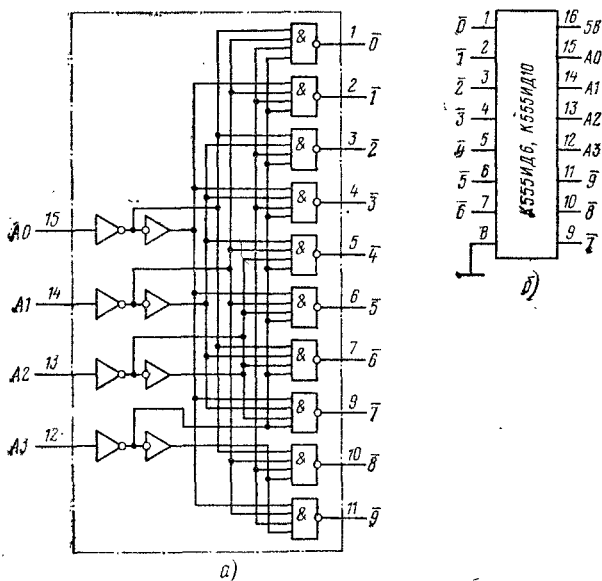 & 1 0̅
& 2 1̅
& 3 2̅
& 4 3̅
& 5 4̅
& 6 5̅
& 7 6̅
& 9 7̅
& 10 8̅
& 11 9̅
A0 15
A1 14
A2 13
A3 12
а)
0̅ 1
1̅ 2
2̅ 3
3̅ 4
4̅ 5
5̅ 6
6̅ 7
8
К555ИД6, К555ИД10
16 5В
15 A0
14 A1
13 A2
12 A3
11 9̅
10 8̅
9 7̅
б)